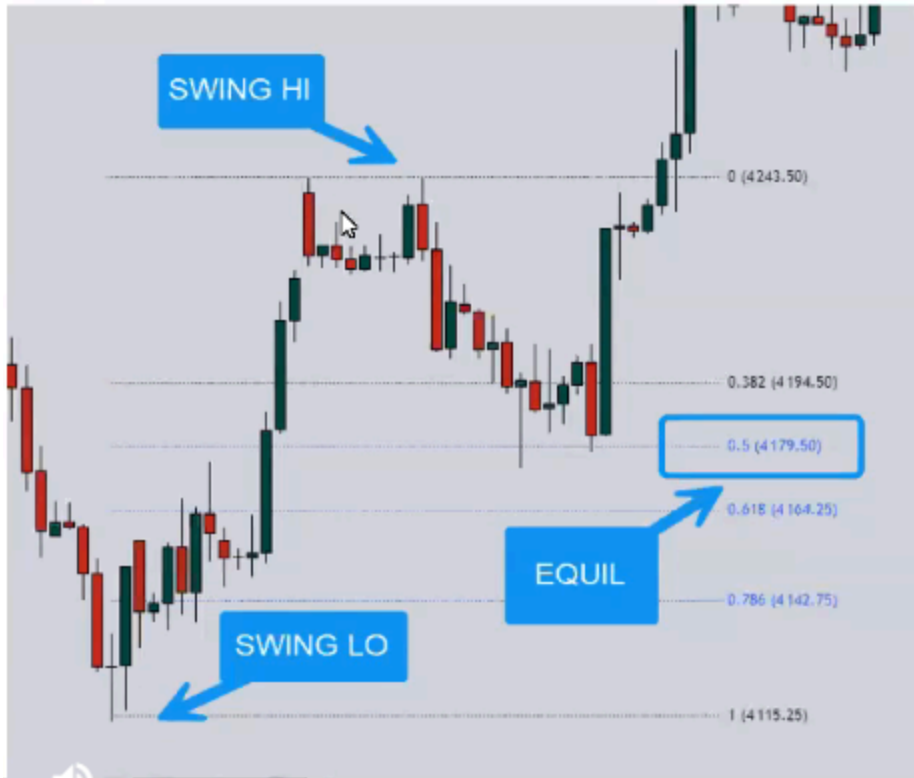 SWING HI
0 (4243.50)
0.382 (4194.50)
0.5 (4179.50)
0.618 (4164.25)
EQUIL
0.786 (4142.75)
SWING LO
1 (4115.25)